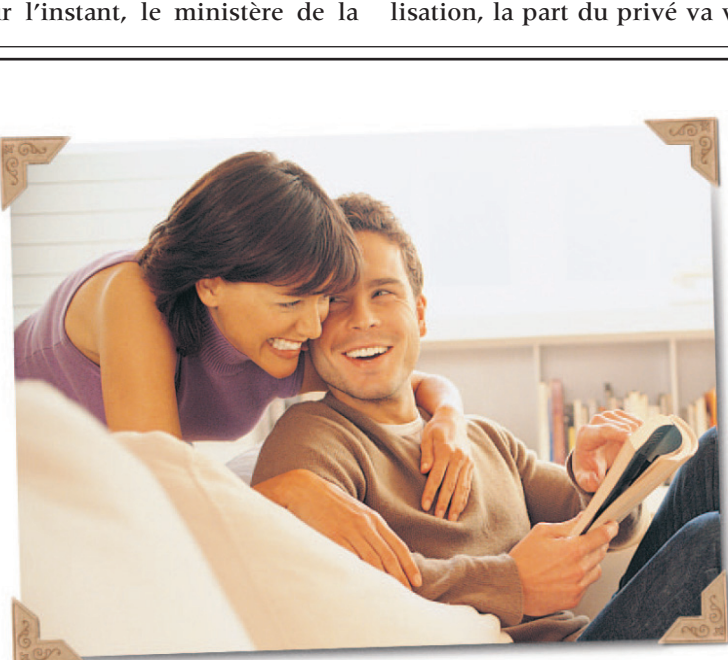 l'instant, le ministère de la
lisation, la part du privé va